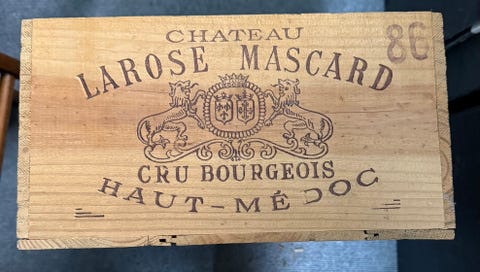 CHATEAU
86
LAROSE MASCARD
CRU BOURGEOIS
HAUT-MÉDOC